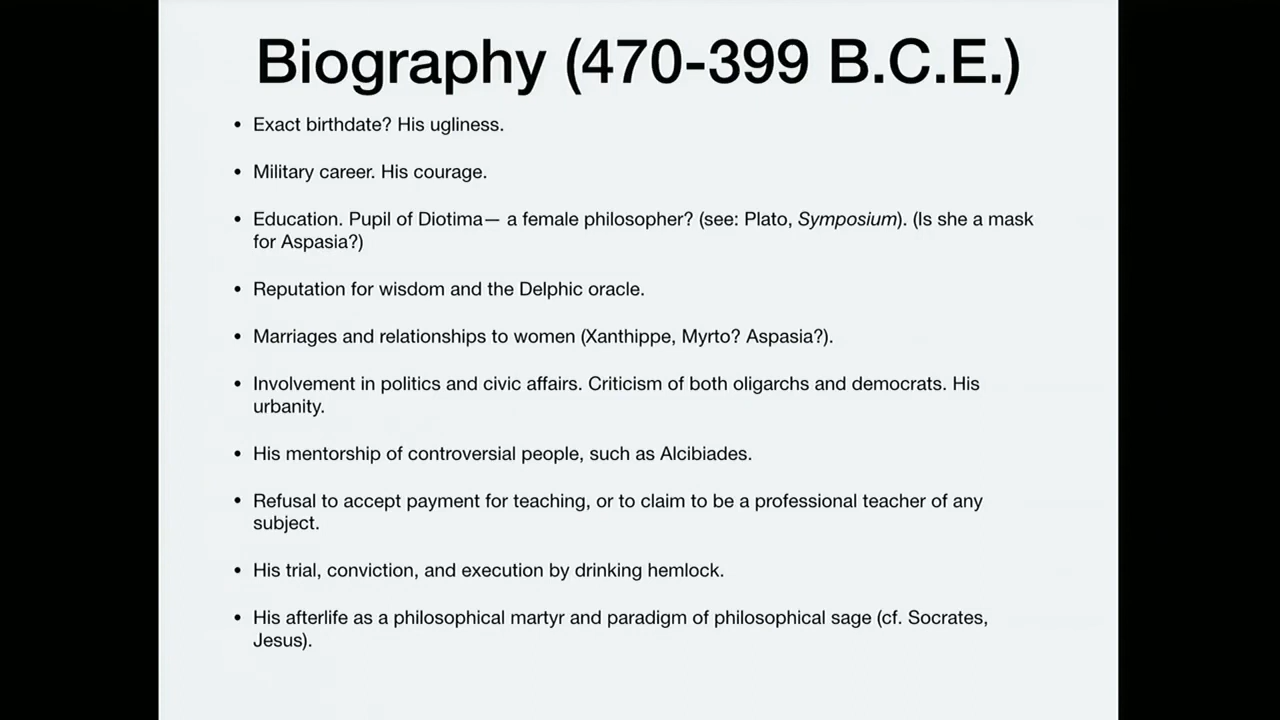 Biography (470-399 B.C.E.)
• Exact birthdate? His ugliness.
• Military career. His courage.
• Education. Pupil of Diotima— a female philosopher? (see: Plato, Symposium). (Is she a mask
for Aspasia?)
• Reputation for wisdom and the Delphic oracle.
• Marriages and relationships to women (Xanthippe, Myrto? Aspasia?).
• Involvement in politics and civic affairs. Criticism of both oligarchs and democrats. His
urbanity.
• His mentorship of controversial people, such as Alcibiades.
• Refusal to accept payment for teaching, or to claim to be a professional teacher of any
subject.
• His trial, conviction, and execution by drinking hemlock.
• His afterlife as a philosophical martyr and paradigm of philosophical sage (cf. Socrates,
Jesus).